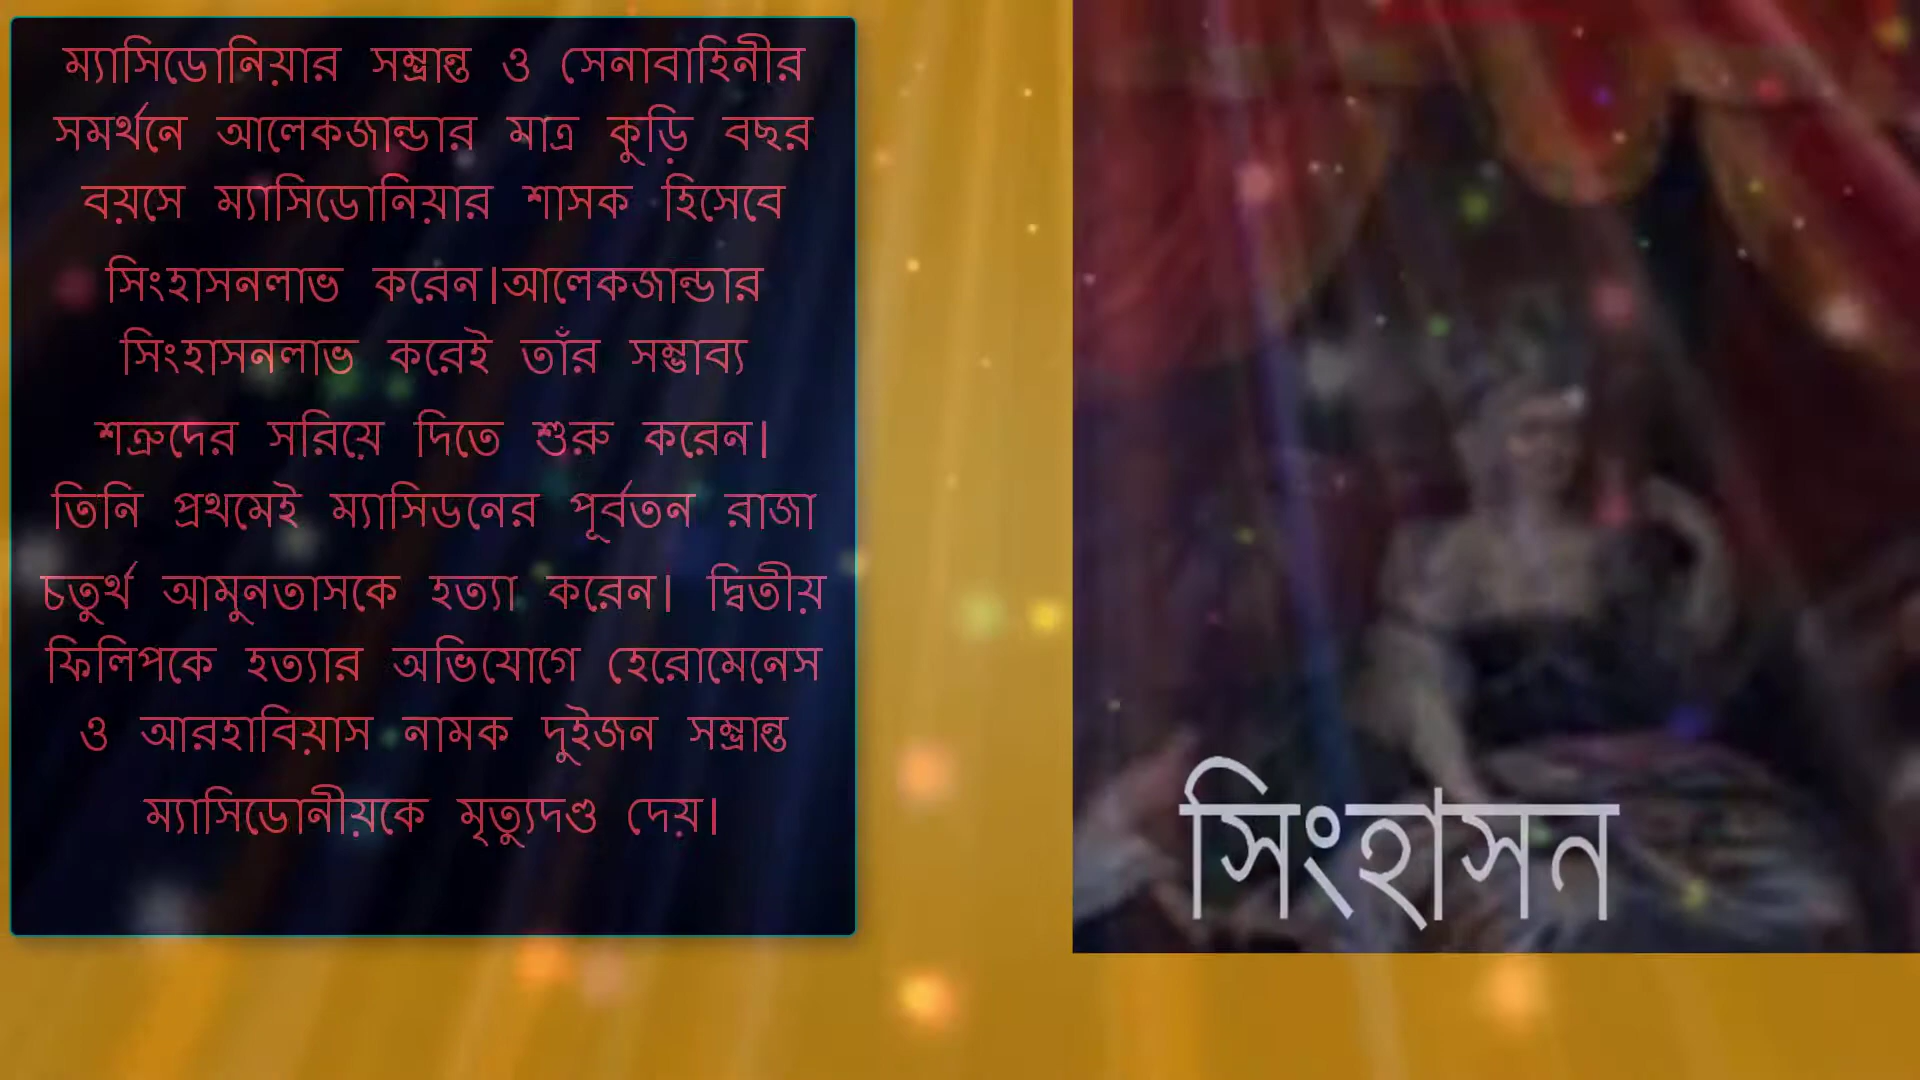 ম্যাসিডোনিয়ার সম্ভ্রান্ত ও সেনাবাহিনীর
সমর্থনে আলেকজান্ডার মাত্র কুড়ি বছর
বয়সে ম্যাসিডোনিয়ার শাসক হিসেবে
সিংহাসনলাভ করেন।আলেকজান্ডার
সিংহাসনলাভ করেই তাঁর সম্ভাব্য
শত্রুদের সরিয়ে দিতে শুরু করেন।
তিনি প্রথমেই ম্যাসিডনের পূর্বতন রাজা
চতুর্থ আমুনতাসকে হত্যা করেন। দ্বিতীয়
ফিলিপকে হত্যার অভিযোগে হেরোমেনেস
ও আরহাবিয়াস নামক দুইজন সম্ভ্রান্ত
ম্যাসিডোনীয়কে মৃত্যুদণ্ড দেয়।
সিংহাসন